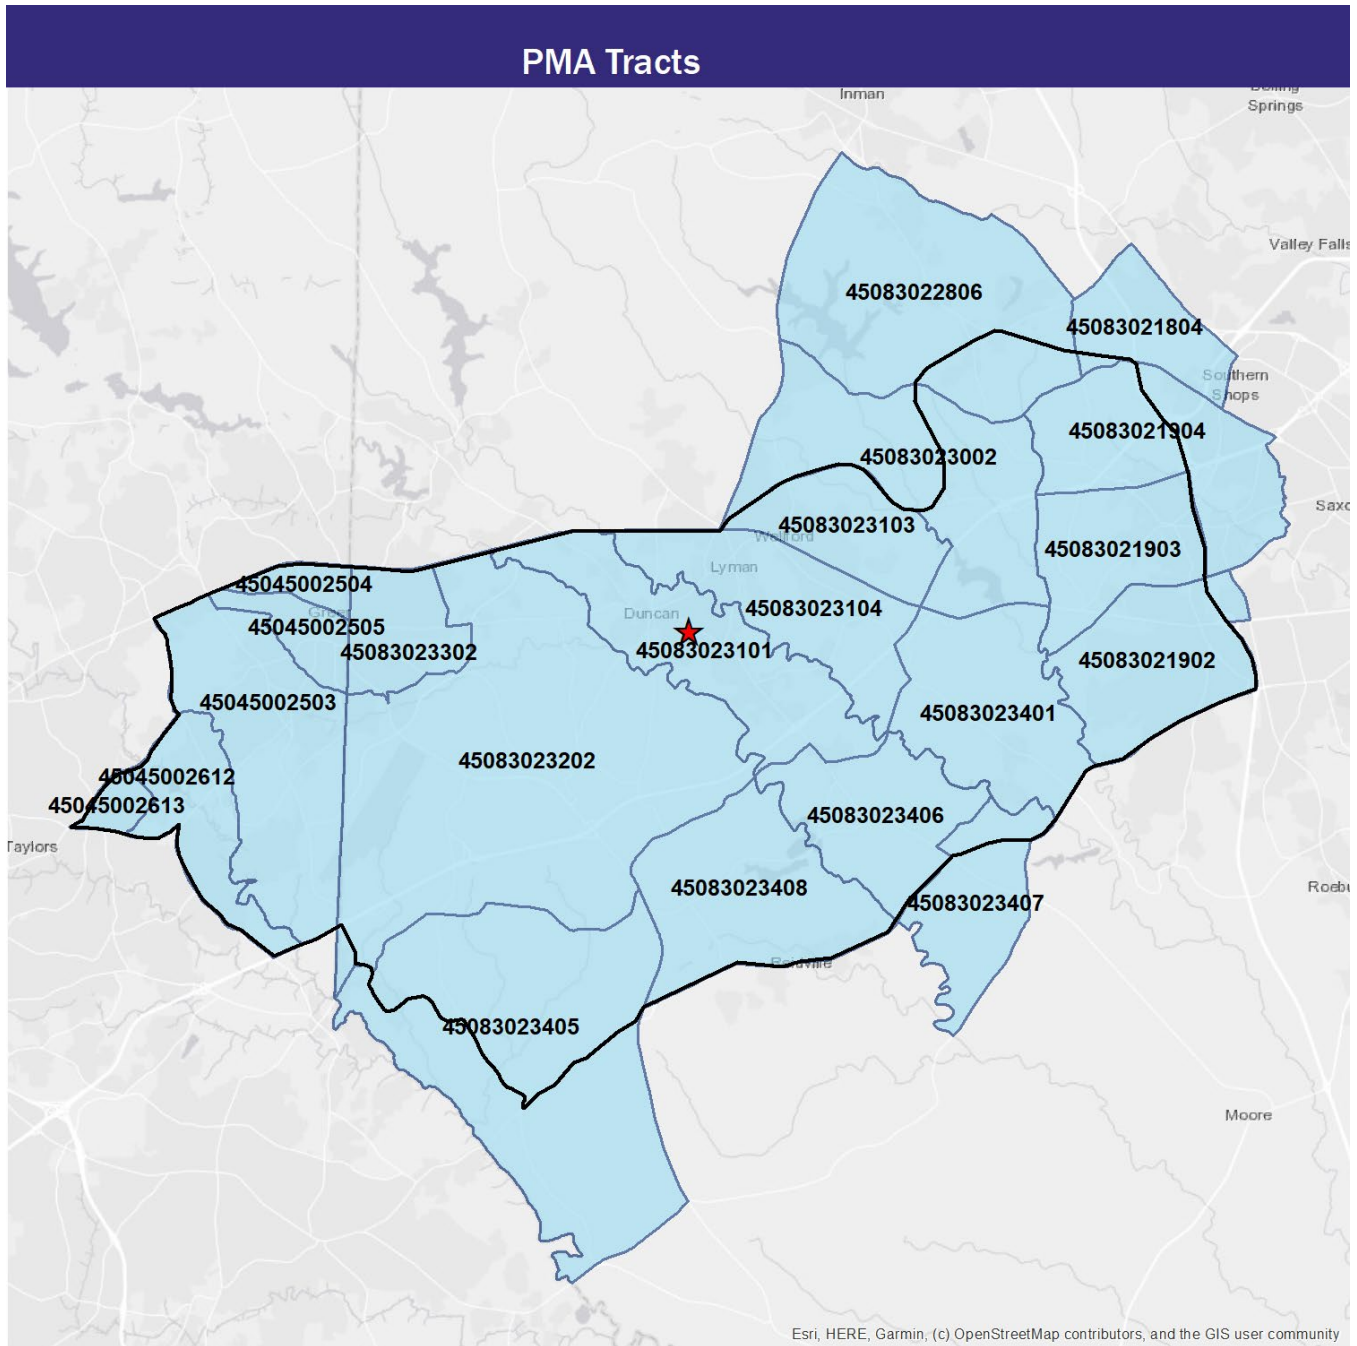 PMA Tracts
Inman
Boiling
Springs
Valley Falls
45083022806
45083021804
Southern
Shops
45083021904
45083023002
Saxo
45083023103
Wellford
45083021903
Lyman
45045002504
Duncan
45083023104
Greer
45045002505
45083023302
45083023101
45083021902
45045002503
45083023401
45083023202
45045002612
45045002613
45083023406
Taylors
45083023408
Roebu
45083023407
Reidville
45083023405
Moore
Esri, HERE, Garmin, (c) OpenStreetMap contributors, and the GIS user community